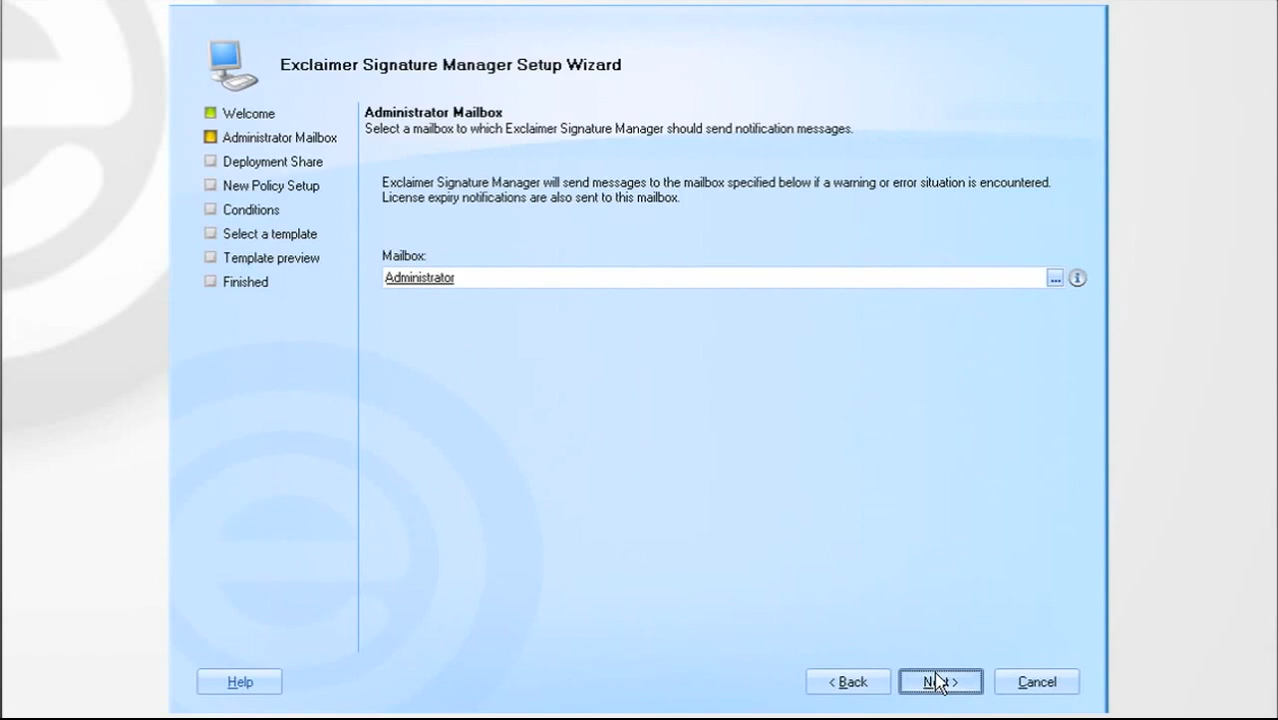 Exclaimer Signature Manager Setup Wizard
Welcome
Administrator Mailbox
Deployment Share
New Policy Setup
Conditions
Select a template
Template preview
Finished
Administrator Mailbox
Select a mailbox to which Exclaimer Signature Manager should send notification messages.
Exclaimer Signature Manager will send messages to the mailbox specified below if a warning or error situation is encountered.
License expiry notifications are also sent to this mailbox.
Mailbox:
Administrator
...
Help
< Back
Next >
Cancel